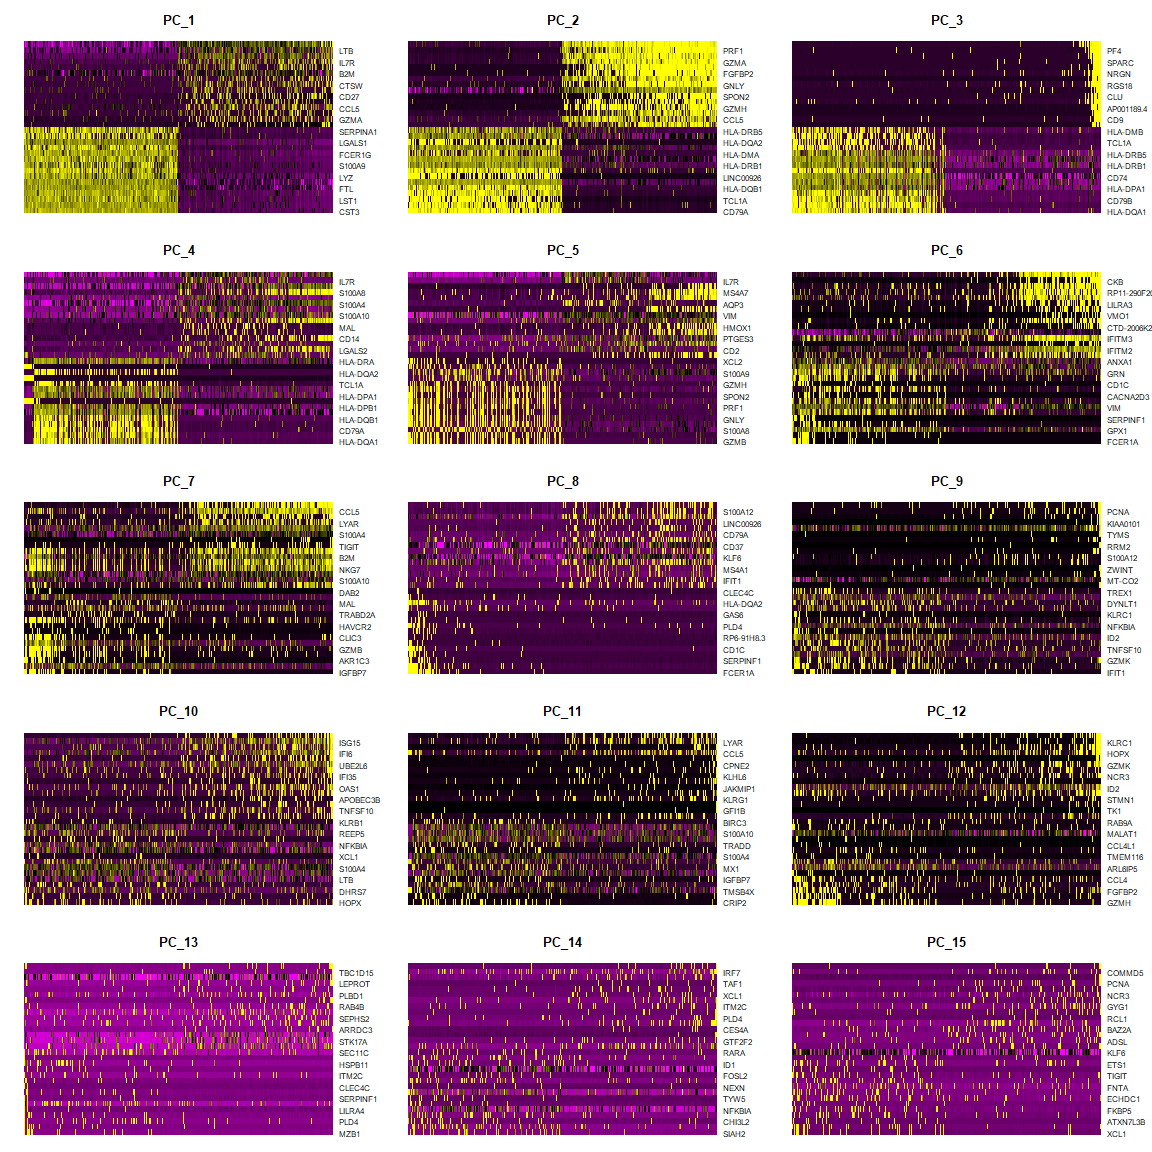 PC_1
LTB
IL7R
B2M
CTSW
CD27
CCL5
GZMA
SERPINA1
LGALS1
FCER1G
S100A9
LYZ
FTL
LST1
CST3
PC_2
PRF1
GZMA
FGFBP2
GNLY
SPON2
GZMH
CCL5
HLA-DRB5
HLA-DQA2
HLA-DMA
HLA-DRB1
LINC00926
HLA-DQB1
TCL1A
CD79A
PC_3
PF4
SPARC
NRGN
RGS18
CLU
AP001189.4
CD9
HLA-DMB
TCL1A
HLA-DRB5
HLA-DRB1
CD74
HLA-DPA1
CD79B
HLA-DQA1
PC_4
IL7R
S100A8
S100A4
S100A10
MAL
CD14
LGALS2
HLA-DRA
HLA-DQA2
TCL1A
HLA-DPA1
HLA-DPB1
HLA-DQB1
CD79A
HLA-DQA1
PC_5
IL7R
MS4A7
AQP3
VIM
HMOX1
PTGES3
CD2
XCL2
S100A9
GZMH
SPON2
PRF1
GNLY
S100A8
GZMB
PC_6
CKB
RP11-290F20
LILRA3
VMO1
CTD-2006K2
IFITM3
IFITM2
ANXA1
GRN
CD1C
CACNA2D3
VIM
SERPINF1
GPX1
FCER1A
PC_7
CCL5
LYAR
S100A4
TIGIT
B2M
NKG7
S100A10
DAB2
MAL
TRABD2A
HAVCR2
CLIC3
GZMB
AKR1C3
IGFBP7
PC_8
S100A12
LINC00926
CD79A
CD37
KLF6
MS4A1
IFIT1
CLEC4C
HLA-DQA2
GAS6
PLD4
RP6-91H8.3
CD1C
SERPINF1
FCER1A
PC_9
PCNA
KIAA0101
TYMS
RRM2
S100A12
ZWINT
MT-CO2
TREX1
DYNLT1
KLRC1
NFKBIA
ID2
TNFSF10
GZMK
IFIT1
PC_10
ISG15
IFI6
UBE2L6
IFI35
OAS1
APOBEC3B
TNFSF10
KLRB1
REEP5
NFKBIA
XCL1
S100A4
LTB
DHRS7
HOPX
PC_11
LYAR
CCL5
CPNE2
KLHL6
JAKMIP1
KLRG1
GFI1B
BIRC3
S100A10
TRADD
S100A4
MX1
IGFBP7
TMSB4X
CRIP2
PC_12
KLRC1
HOPX
GZMK
NCR3
ID2
STMN1
TK1
RAB9A
MALAT1
CCL4L1
TMEM116
ARL6IP5
CCL4
FGFBP2
GZMH
PC_13
TBC1D15
LEPROT
PLBD1
RAB4B
SEPHS2
ARRDC3
STK17A
SEC11C
HSPB11
ITM2C
CLEC4C
SERPINF1
LILRA4
PLD4
MZB1
PC_14
IRF7
TAF1
XCL1
ITM2C
PLD4
CES4A
GTF2F2
RARA
ID1
FOSL2
NEXN
TYW5
NFKBIA
CHI3L2
SIAH2
PC_15
COMMD5
PCNA
NCR3
GYG1
RCL1
BAZ2A
ADSL
KLF6
ETS1
TIGIT
FNTA
ECHDC1
FKBP5
ATXN7L3B
XCL1